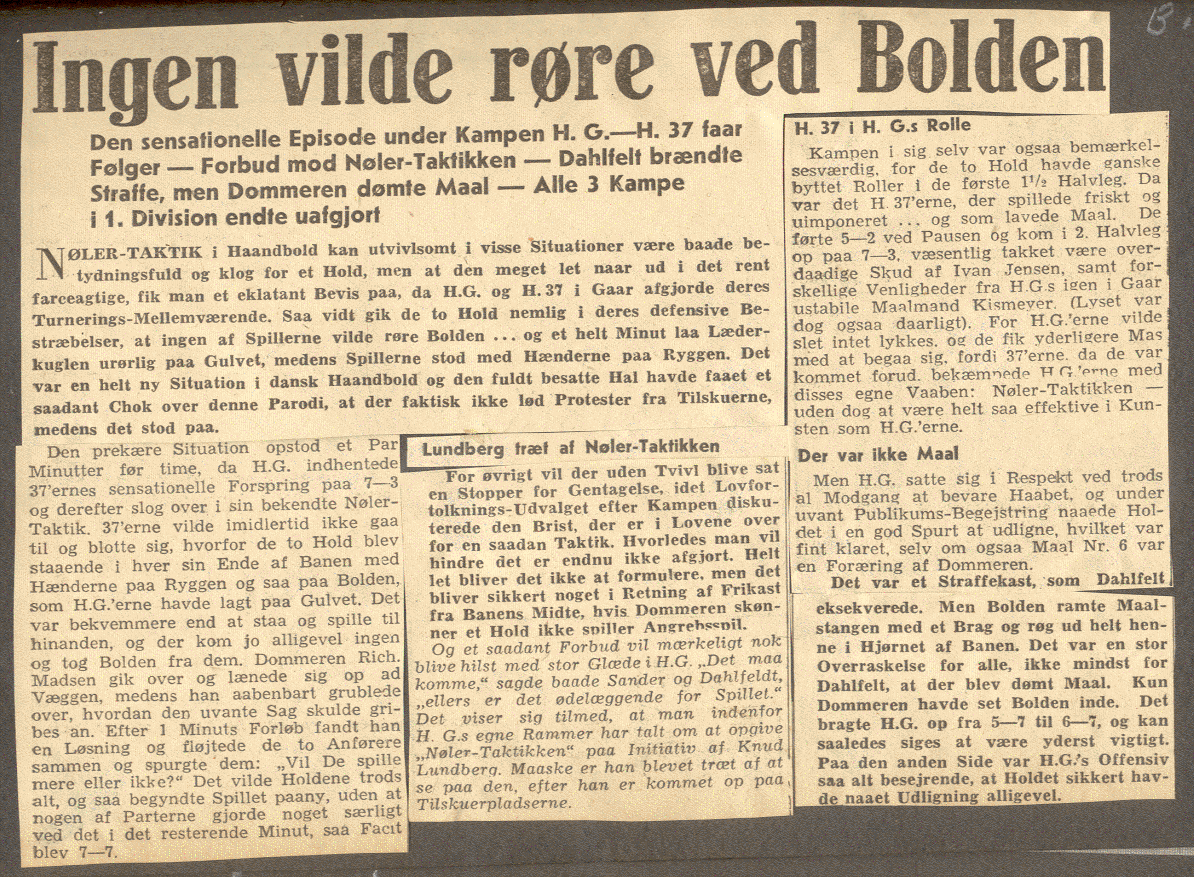 B.
Ingen vilde røre ved Bolden
Den sensationelle Episode under Kampen H. G.—H. 37 faar
Følger — Forbud mod Nøler-Taktikken — Dahlfelt brændte
Straffe, men Dommeren dømte Maal — Alle 3 Kampe
i 1. Division endte uafgjort
NØLER-TAKTIK i Haandbold kan utvivlsomt i visse Situationer være baade be-
tydningsfuld og klog for et Hold, men at den meget let naar ud i det rent
farceagtige, fik man et eklatant Bevis paa, da H.G. og H. 37 i Gaar afgjorde deres
Turnerings-Mellemværende. Saa vidt gik de to Hold nemlig i deres defensive Be-
stræbelser, at ingen af Spillerne vilde røre Bolden ... og et helt Minut laa Læder-
kuglen urørlig paa Gulvet, medens Spillerne stod med Hænderne paa Ryggen. Det
var en helt ny Situation i dansk Haandbold og den fuldt besatte Hal havde faaet et
saadant Chok over denne Parodi, at der faktisk ikke lød Protester fra Tilskuerne,
medens det stod paa.
Den prekære Situation opstod et Par
Minutter før time, da H.G. indhentede
37'ernes sensationelle Forspring paa 7—3
og derefter slog over i sin bekendte Nøler-
Taktik. 37'erne vilde imidlertid ikke gaa
til og blotte sig, hvorfor de to Hold blev
staaende i hver sin Ende af Banen med
Hænderne paa Ryggen og saa paa Bolden,
som H.G.'erne havde lagt paa Gulvet. Det
var bekvemmere end at staa og spille til
hinanden, og der kom jo alligevel ingen
og tog Bolden fra dem. Dommeren Rich.
Madsen gik over og lænede sig op ad
Væggen, medens han aabenbart grublede
over, hvordan den uvante Sag skulde gri-
bes an. Efter 1 Minuts Forløb fandt han
en Løsning og fløjtede de to Anførere
sammen og spurgte dem: „Vil De spille
mere eller ikke?“ Det vilde Holdene trods
alt, og saa begyndte Spillet paany, uden at
nogen af Parterne gjorde noget særligt
ved det i det resterende Minut, saa Facit
blev 7—7.
Lundberg træt af Nøler-Taktikken
For øvrigt vil der uden Tvivl blive sat
en Stopper for Gentagelse, idet Lovfor-
tolknings-Udvalget efter Kampen disku-
terede den Brist, der er i Lovene over
for en saadan Taktik. Hvorledes man vil
hindre det er endnu ikke afgjort. Helt
let bliver det ikke at formulere, men det
bliver sikkert noget i Retning af Frikast
fra Banens Midte, hvis Dommeren skøn-
ner et Hold ikke spiller Angrebsspil.
Og et saadant Forbud vil mærkeligt nok
blive hilst med stor Glæde i H.G. „Det maa
komme,“ sagde baade Sander og Dahlfeldt,
„ellers er det ødelæggende for Spillet.“
Det viser sig tilmed, at man indenfor
H. G.s egne Rammer har talt om at opgive
„Nøler-Taktikken“ paa Initiativ af Knud
Lundberg. Maaske er han blevet træt af at
se paa den, efter han er kommet op paa
Tilskuerpladserne.
H. 37 i H. G.s Rolle
Kampen i sig selv var ogsaa bemærkel-
sesværdig, for de to Hold havde ganske
byttet Roller i de første 1½ Halvleg. Da
var det H. 37'erne, der spillede friskt og
uimponeret ... og som lavede Maal. De
førte 5—2 ved Pausen og kom i 2. Halvleg
op paa 7—3, væsentlig takket være over-
daadige Skud af Ivan Jensen, samt for-
skellige Venligheder fra H.G.s igen i Gaar
ustabile Maalmand Kismeyer. (Lyset var
dog ogsaa daarligt). For H.G.'erne vilde
slet intet lykkes, og de fik yderligere Mas
med at begaa sig, fordi 37'erne, da de var
kommet forud, bekæmpede H.G.'erne med
disses egne Vaaben: Nøler-Taktikken —
uden dog at være helt saa effektive i Kun-
sten som H.G.'erne.
Der var ikke Maal
Men H.G. satte sig i Respekt ved trods
al Modgang at bevare Haabet, og under
uvant Publikums-Begejstring naaede Hol-
det i en god Spurt at udligne, hvilket var
fint klaret, selv om ogsaa Maal Nr. 6 var
en Foræring af Dommeren.
Det var et Straffekast, som Dahlfelt
eksekverede. Men Bolden ramte Maal-
stangen med et Brag og røg ud helt hen-
ne i Hjørnet af Banen. Det var en stor
Overraskelse for alle, ikke mindst for
Dahlfelt, at der blev dømt Maal. Kun
Dommeren havde set Bolden inde. Det
bragte H.G. op fra 5—7 til 6—7, og kan
saaledes siges at være yderst vigtigt.
Paa den anden Side var H.G.'s Offensiv
saa alt besejrende, at Holdet sikkert hav-
de naaet Udligning alligevel.